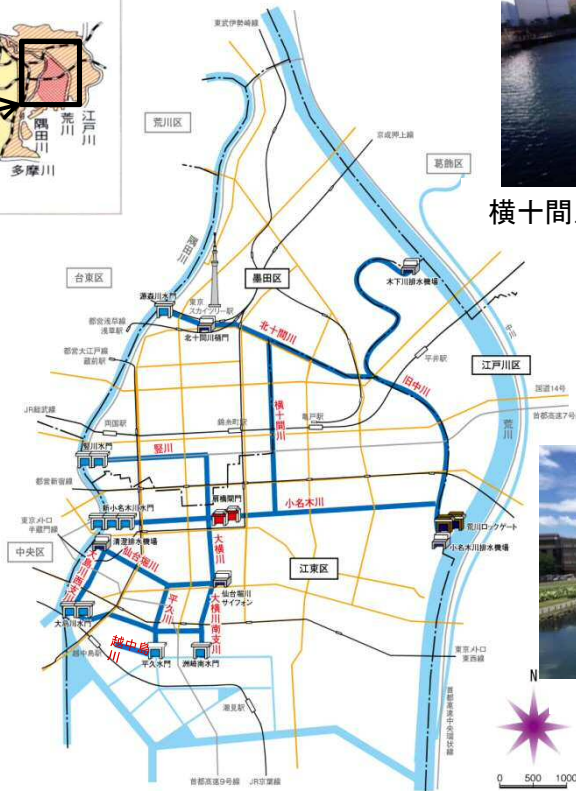 隅田川
荒川
江戸川
多摩川
東武伊勢崎線
荒川区
京成押上線
葛飾区
横十間
隅田川
台東区
墨田区
木下川排水機場
源森川水門
東京
スカイツリー駅
都営浅草線
浅草駅
北十間川樋門
北十間川
中川
都営大江戸線
蔵前駅
平井駅
江戸川区
旧中川
国道14号
JR総武線
両国駅
錦糸町駅
亀戸駅
横十間川
首都高速7号
荒川
竪川水門
竪川
都営新宿線
新小名木川水門
扇橋閘門
小名木川
東京メトロ
半蔵門線
荒川ロックゲート
清澄排水機場
小名木川排水機場
中央区
仙台堀川
大横川
江東区
大島川西支川
仙台堀川
サイフォン
平久川
大横川南支川
大島川水門
越中島川
越中島駅
平久水門
洲崎南水門
東京メトロ
東西線
潮見駅
首都高速中央環状線
N
首都高速9号線
JR京葉線
0 500 1000